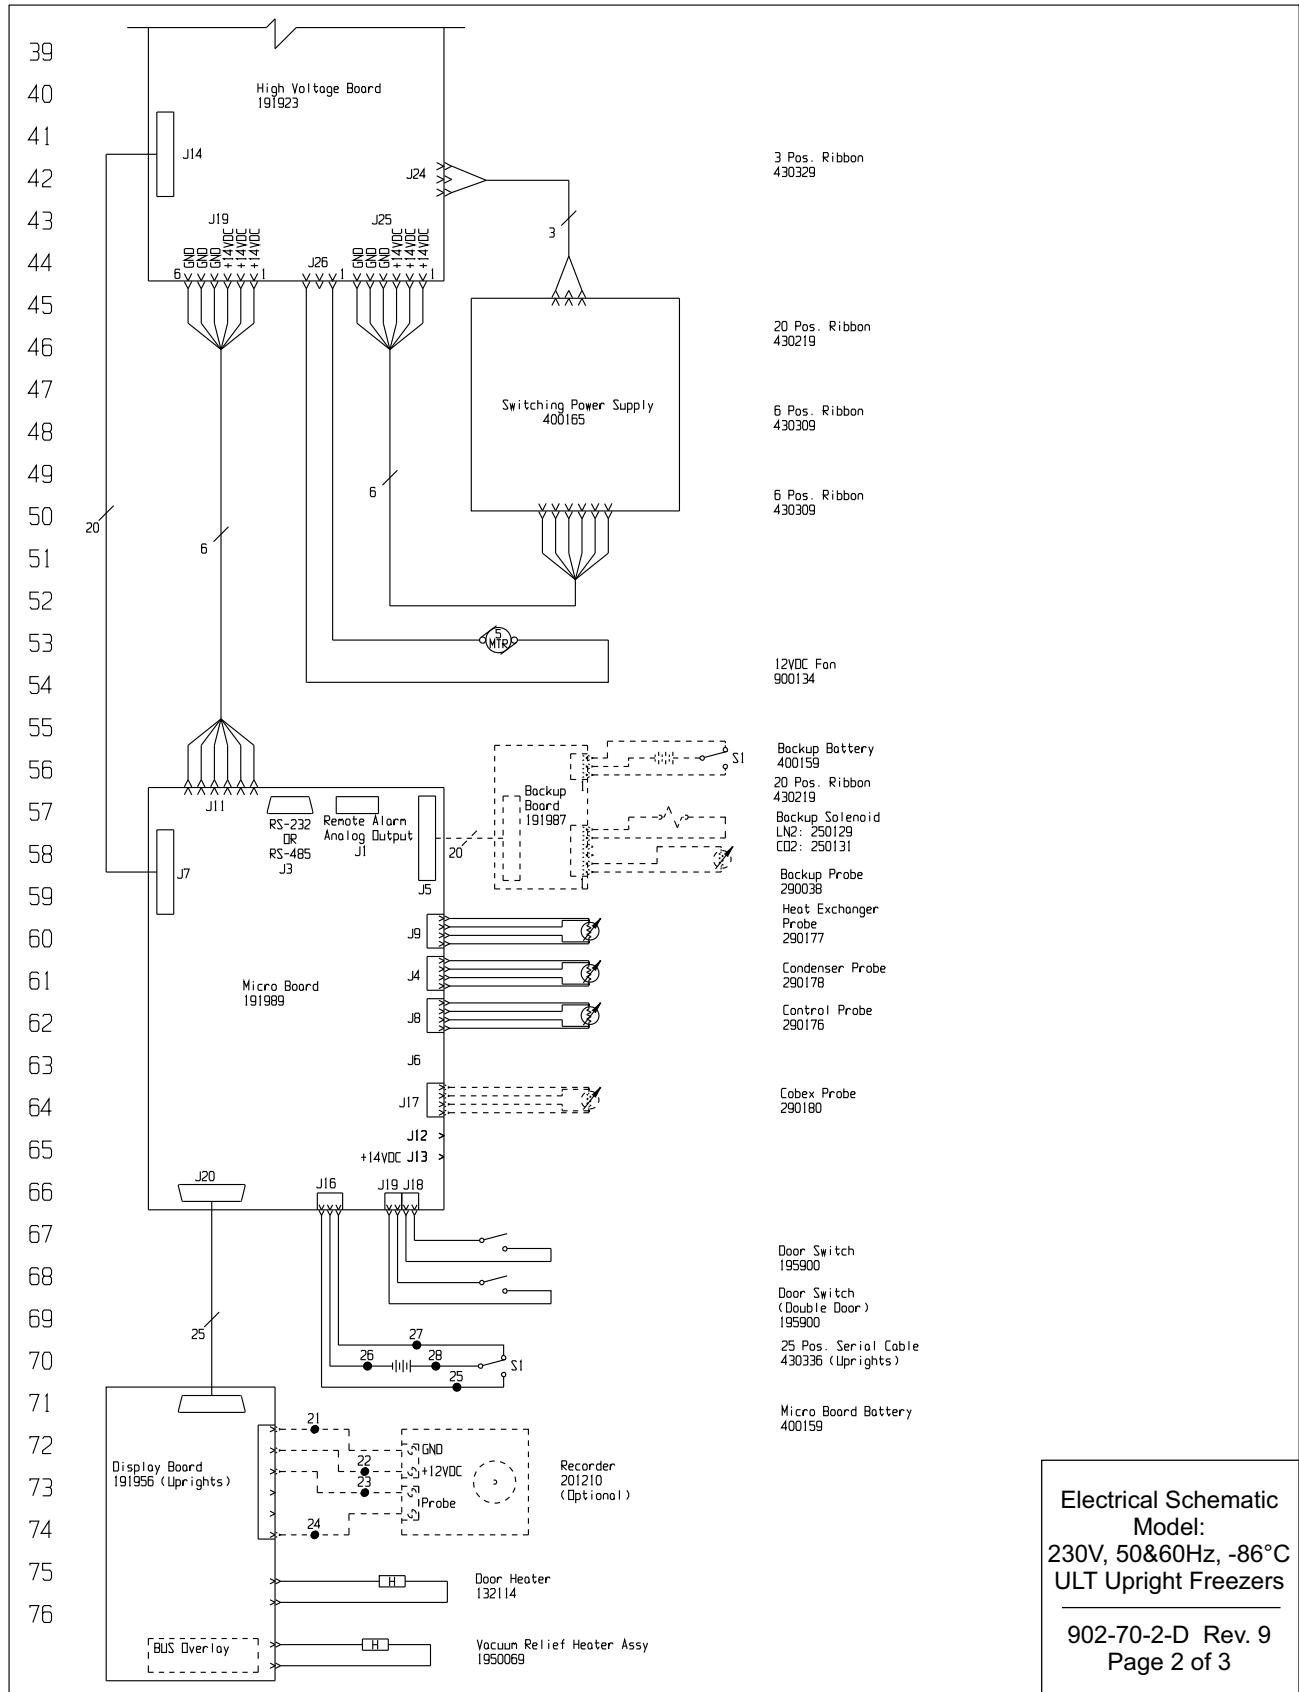 39
40
High Voltage Board
191923
41
J14
3 Pos. Ribbon
430329
42
J24
43
J19
GND
GND
GND
+14VDC
+14VDC
+14VDC
J25
GND
GND
GND
+14VDC
+14VDC
+14VDC
3
44
6
1
J26
1
1
45
20 Pos. Ribbon
430219
46
47
Switching Power Supply
400165
6 Pos. Ribbon
430309
48
49
6
6 Pos. Ribbon
430309
50
20
6
51
52
53
5
MTR
12VDC Fan
900134
54
55
S1
Backup Battery
400159
56
20 Pos. Ribbon
430219
57
J11
RS-232
OR
RS-485
J3
Remote Alarm
Analog Output
J1
Backup
Board
191987
Backup Solenoid
LN2: 250129
CO2: 250131
58
20
J7
J5
Backup Probe
290038
59
Heat Exchanger
Probe
290177
60
J9
61
J4
Condenser Probe
290178
Micro Board
191989
62
J8
Control Probe
290176
63
J6
64
J17
Cobex Probe
290180
65
J12
+14VDC J13
66
J20
J16
J19
J18
67
Door Switch
195900
68
Door Switch
(Double Door)
195900
69
25
27
25 Pos. Serial Cable
430336 (Uprights)
70
26
28
S1
25
71
Micro Board Battery
400159
21
72
GND
Display Board
191956 (Uprights)
22
+12VDC
Recorder
201210
(Optional)
73
23
Probe
74
24
75
H
Door Heater
132114
76
BUS Overlay
H
Vacuum Relief Heater Assy
1950069
Electrical Schematic
Model:
230V, 50&60Hz, -86°C
ULT Upright Freezers
902-70-2-D Rev. 9
Page 2 of 3